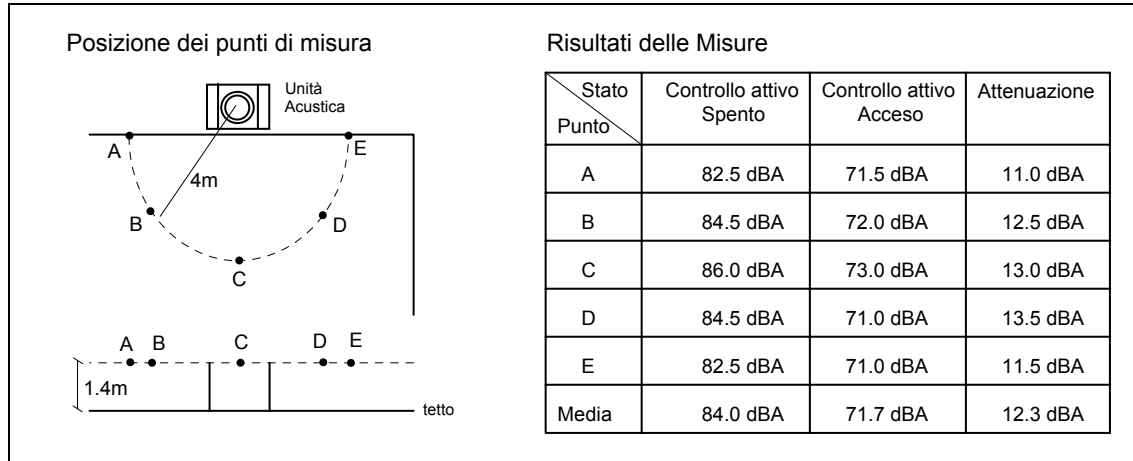 Posizione dei punti di misura
Unità
Acustica
A
E
4m
B
D
C
A B C D E
1.4m
tetto
Risultati delle Misure
Stato
Punto
Controllo attivo
Spento
Controllo attivo
Acceso
Attenuazione
A 82.5 dBA 71.5 dBA 11.0 dBA
B 84.5 dBA 72.0 dBA 12.5 dBA
C 86.0 dBA 73.0 dBA 13.0 dBA
D 84.5 dBA 71.0 dBA 13.5 dBA
E 82.5 dBA 71.0 dBA 11.5 dBA
Media 84.0 dBA 71.7 dBA 12.3 dBA